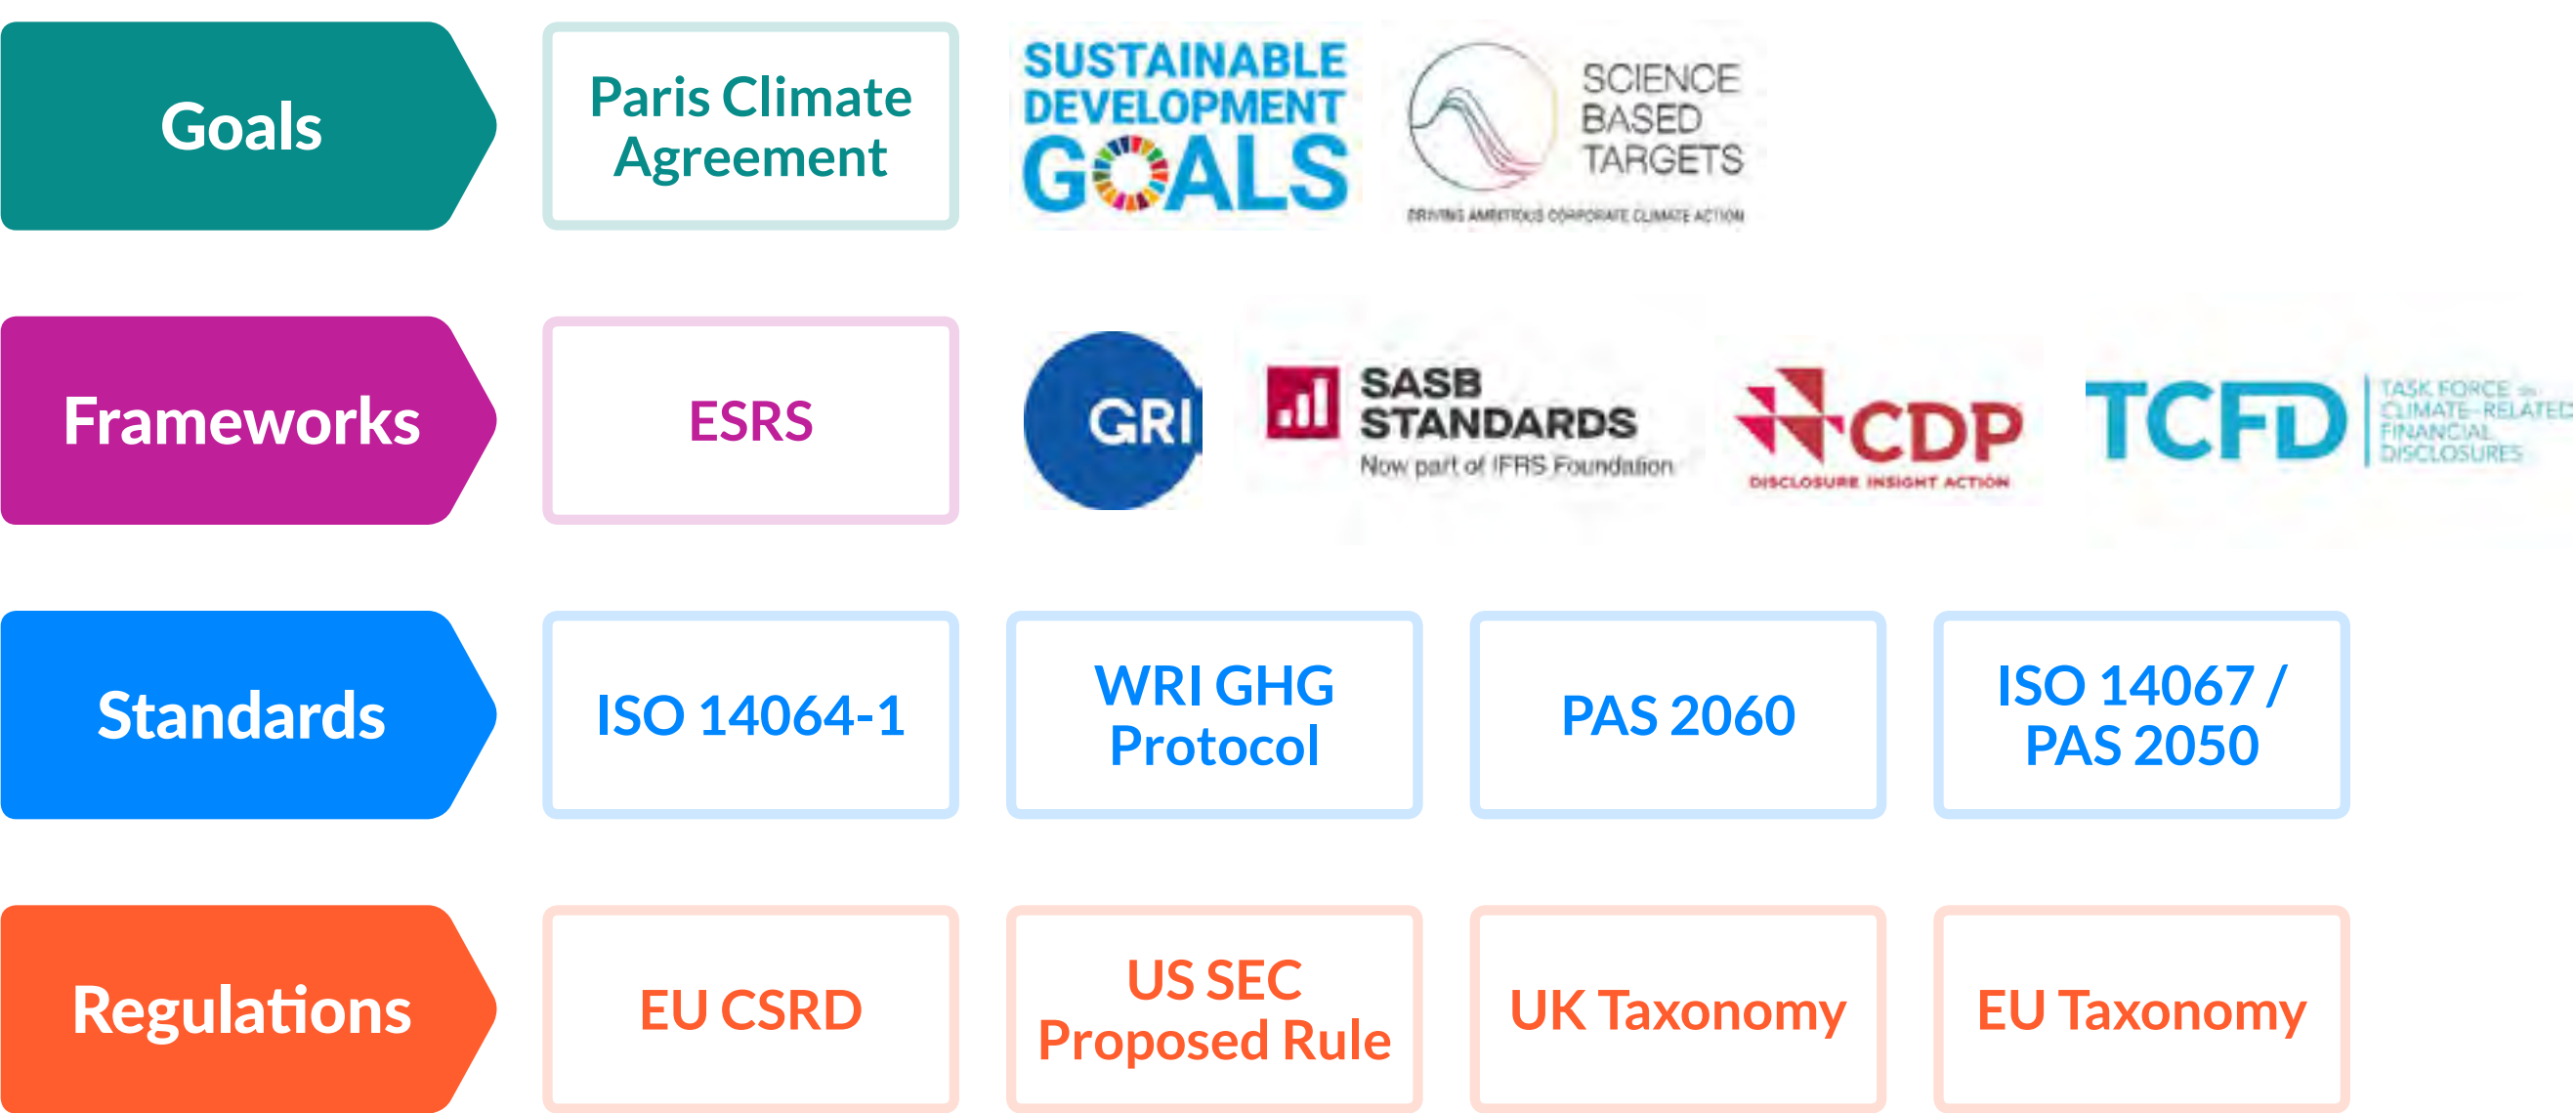 Goals
Paris Climate
Agreement
SUSTAINABLE
DEVELOPMENT
GOALS
SCIENCE
BASED
TARGETS
DRIVING AMBITIOUS CORPORATE CLIMATE ACTION
Frameworks
ESRS
GRI
SASB
STANDARDS
Now part of IFRS Foundation
CDP
DISCLOSURE INSIGHT ACTION
TCFD
TASK FORCE on
CLIMATE-RELATED
FINANCIAL
DISCLOSURES
Standards
ISO 14064-1
WRI GHG
Protocol
PAS 2060
ISO 14067 /
PAS 2050
Regulations
EU CSRD
US SEC
Proposed Rule
UK Taxonomy
EU Taxonomy